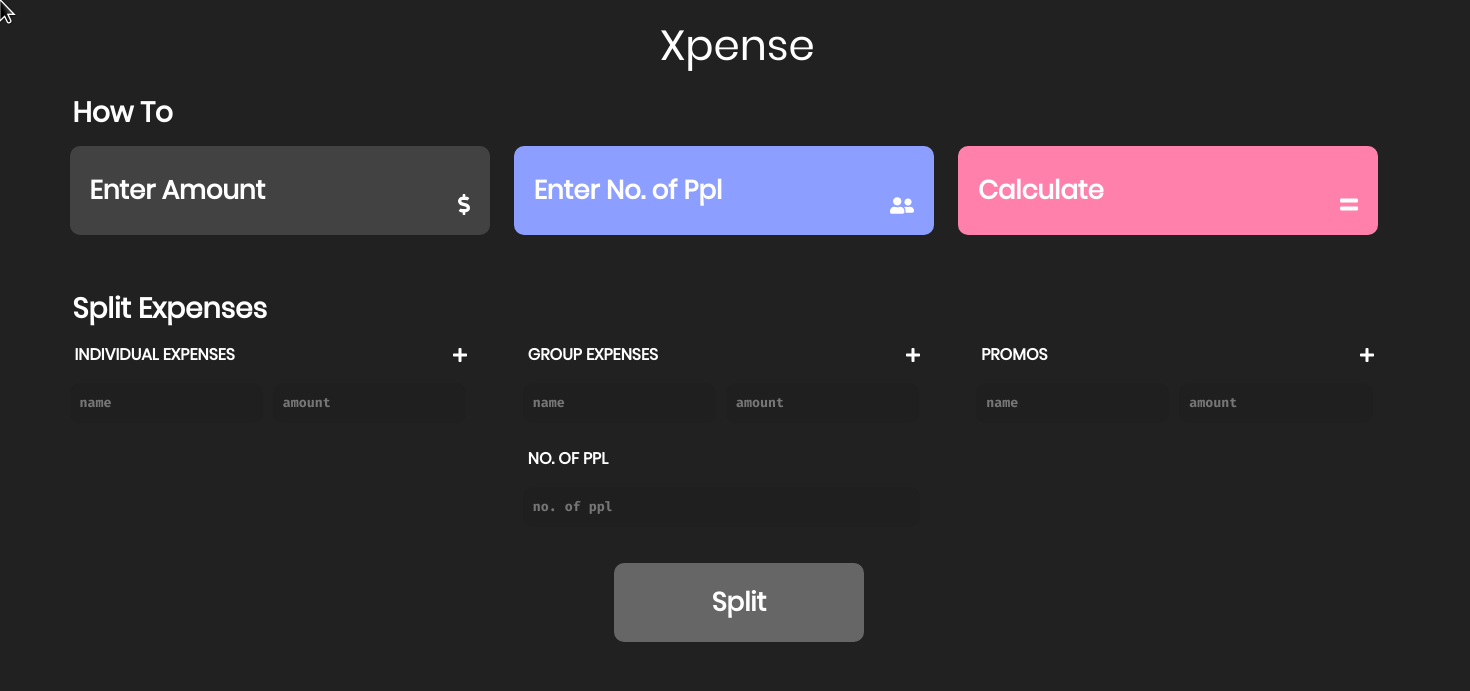 Xpense
How To
Enter Amount $
Enter No. of Ppl
Calculate
Split Expenses
INDIVIDUAL EXPENSES
name amount
GROUP EXPENSES
name amount
NO. OF PPL
no. of ppl
PROMOS
name amount
Split